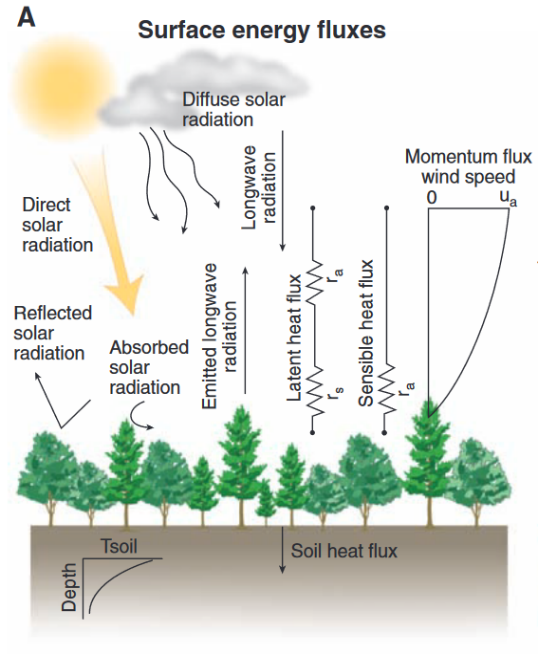 A
Surface energy fluxes
Diffuse solar
radiation
Longwave
radiation
Momentum flux
wind speed
0
ua
Direct
solar
radiation
Reflected
solar
radiation
Absorbed
solar
radiation
Emitted longwave
radiation
Latent heat flux
ra
rs
Sensible heat flux
ra
Tsoil
Depth
Soil heat flux